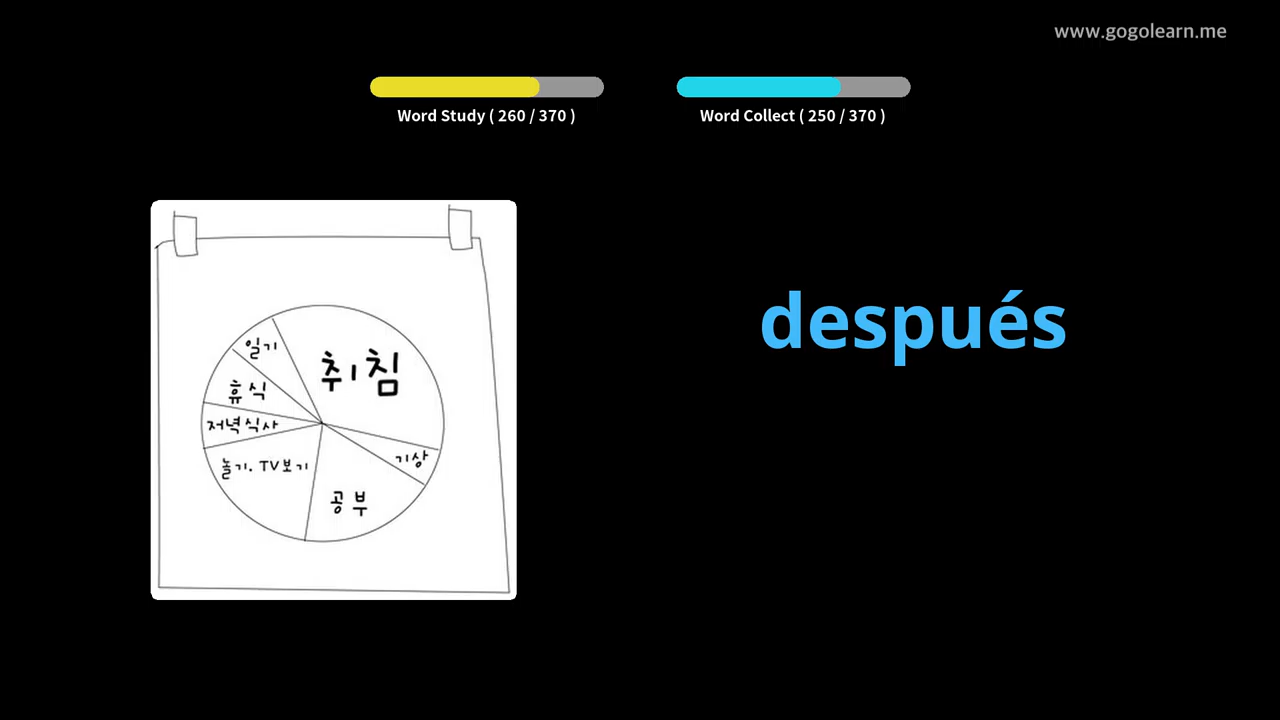 www.gogolearn.me
Word Study ( 260 / 370 )
Word Collect ( 250 / 370 )
일기
취침
휴식
저녁식사
기상
놀기. TV보기
공부
después